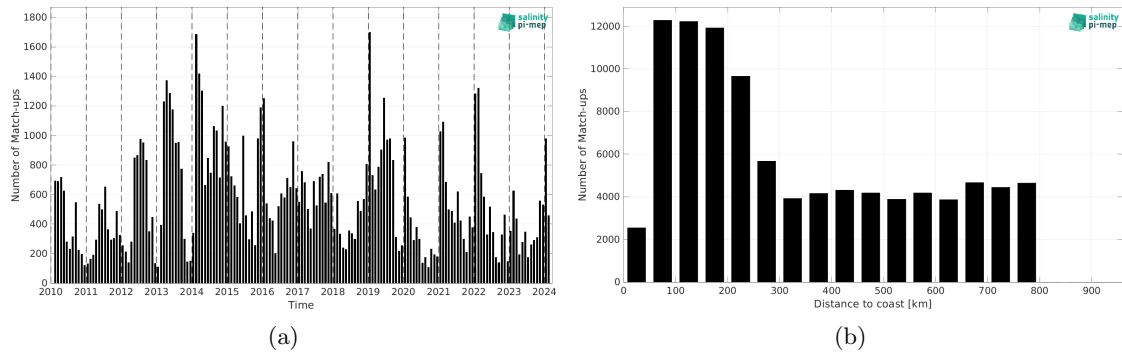 1800
1600
1400
1200
1000
800
600
400
200
0
Number of Match-ups
2010 2011 2012 2013 2014 2015 2016 2017 2018 2019 2020 2021 2022 2023 2024
Time
salinity
pi-mep
(a)
12000
10000
8000
6000
4000
2000
0
Number of Match-ups
0 100 200 300 400 500 600 700 800 900
Distance to coast [km]
salinity
pi-mep
(b)